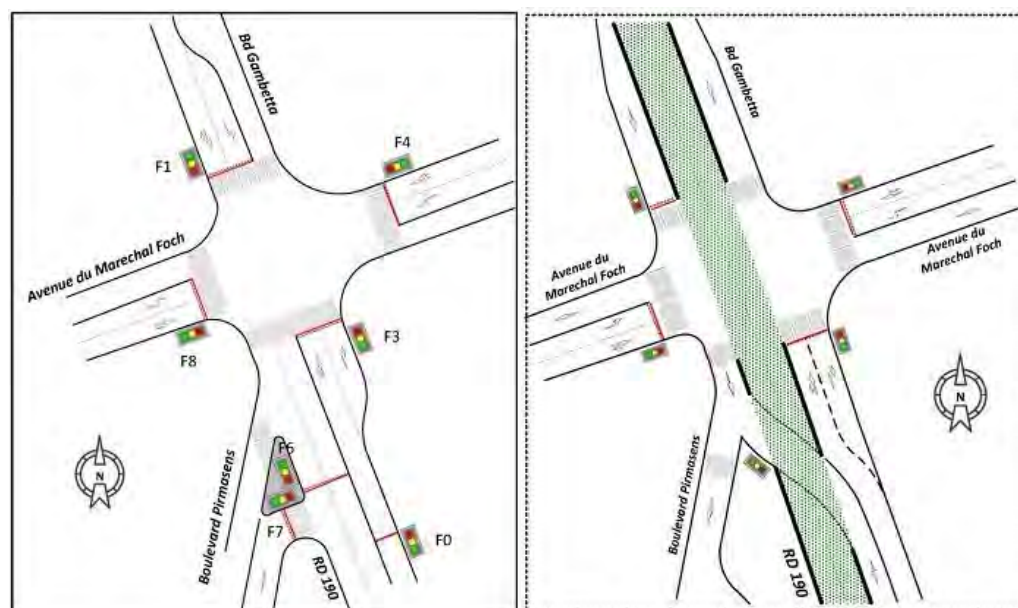 Bd Gambetta
F1
F4
Avenue du Marechal Foch
F8
F3
F6
F7
F0
Boulevard Pirmasens
RD 190
N
Bd Gambetta
Avenue du
Marechal Foch
Avenue du
Marechal Foch
Boulevard Pirmasens
RD 190
N